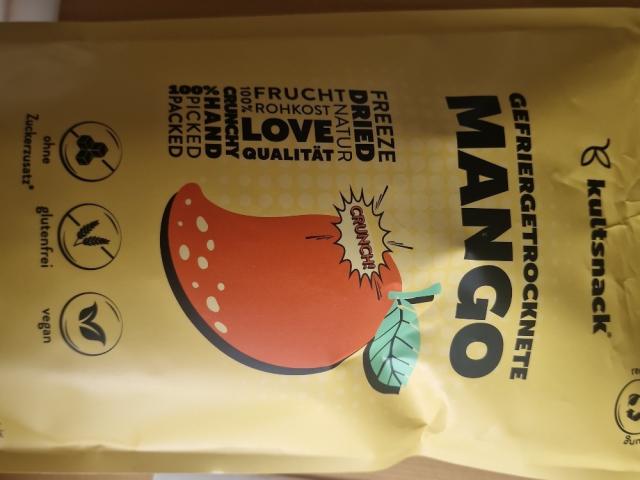 kultsnack
GEFRIERGETROCKNETE
MANGO
FREEZE
DRIED
NATUR
FRUCHT
100% ROHKOST
LOVE
QUALITÄT
CRUNCHY
100% HAND
PICKED
PACKED
CRUNCH!
ohne
Zuckerzusatz*
glutenfrei
vegan